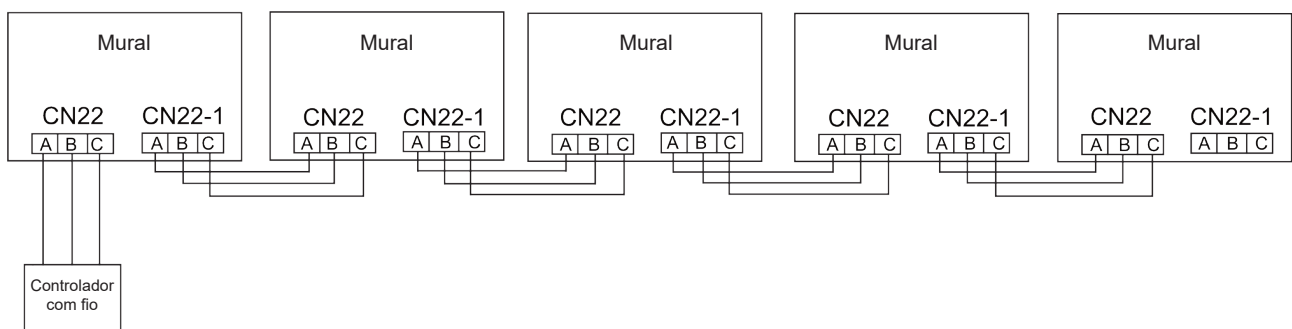 Mural
CN22 CN22-1
A B C A B C
Mural
CN22 CN22-1
A B C A B C
Mural
CN22 CN22-1
A B C A B C
Mural
CN22 CN22-1
A B C A B C
Mural
CN22 CN22-1
A B C A B C
Controlador
com fio